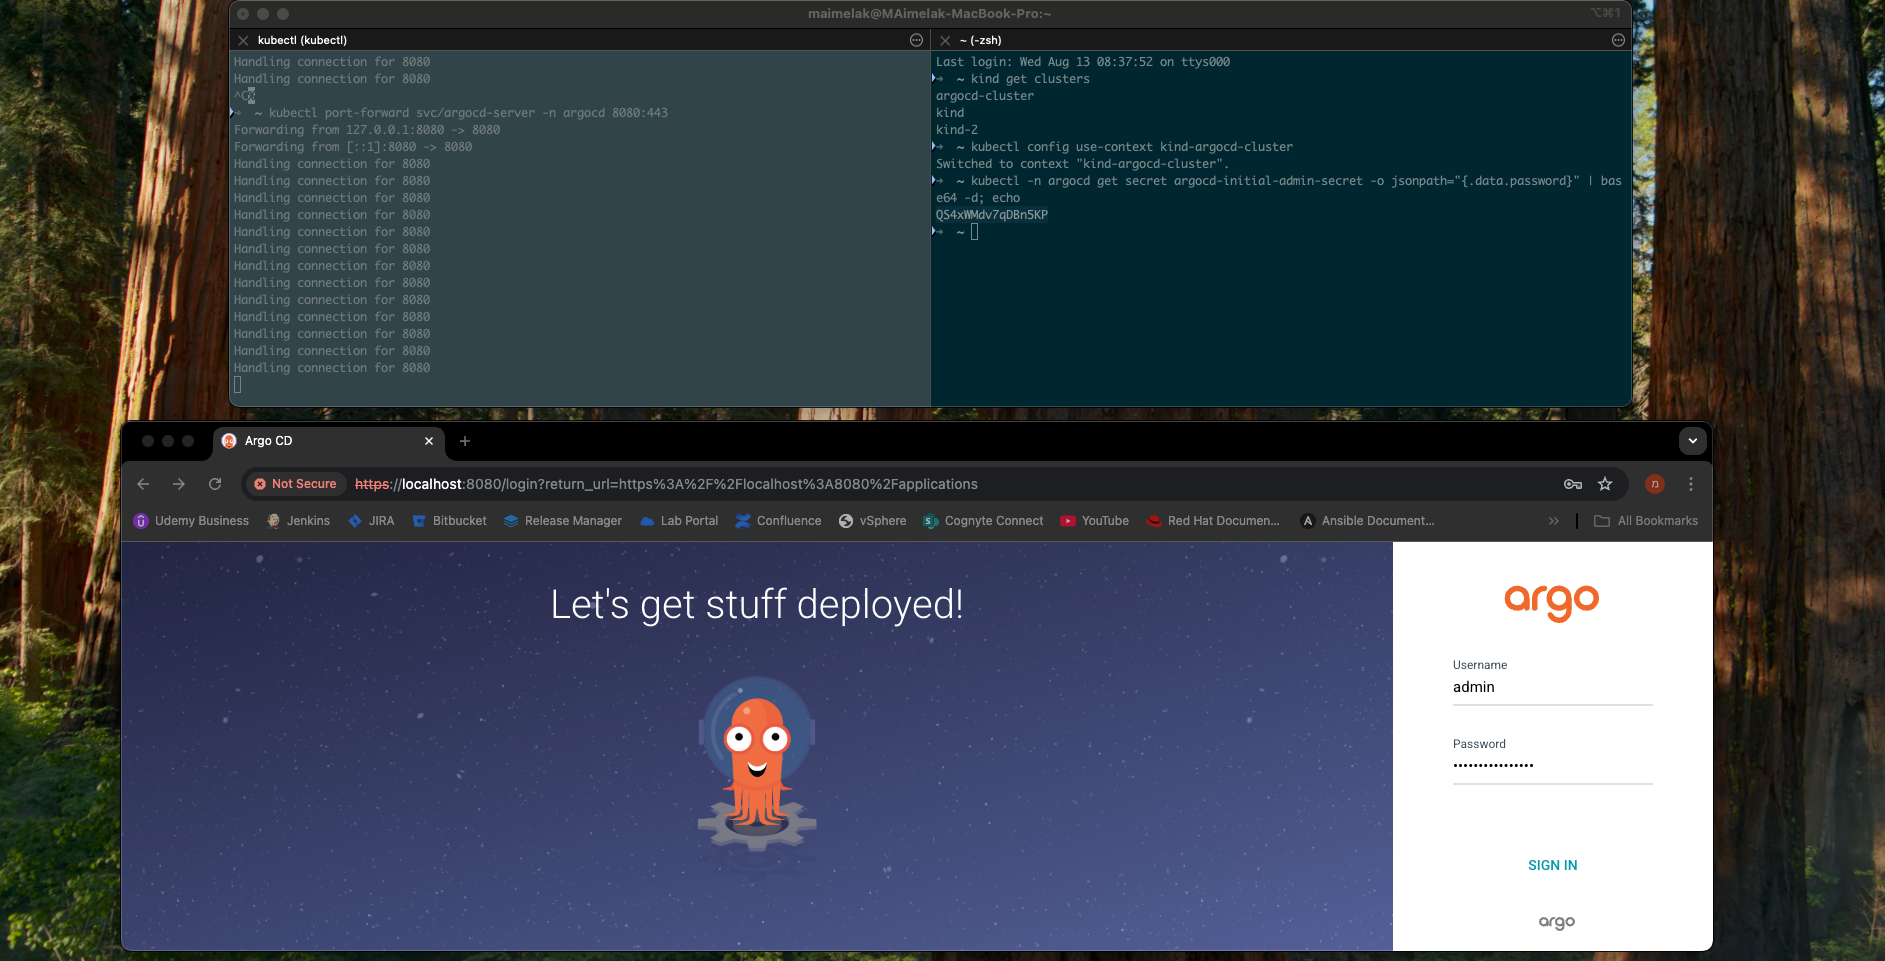 maimelak@MAimelak-MacBook-Pro:~
⌥⌘1
kubectl (kubectl)
Handling connection for 8080
Handling connection for 8080
^C
~ kubectl port-forward svc/argocd-server -n argocd 8080:443
Forwarding from 127.0.0.1:8080 -> 8080
Forwarding from [::1]:8080 -> 8080
Handling connection for 8080
Handling connection for 8080
Handling connection for 8080
Handling connection for 8080
Handling connection for 8080
Handling connection for 8080
Handling connection for 8080
Handling connection for 8080
Handling connection for 8080
Handling connection for 8080
Handling connection for 8080
Handling connection for 8080
Handling connection for 8080
~ (-zsh)
Last login: Wed Aug 13 08:37:52 on ttys000
→ ~ kind get clusters
argocd-cluster
kind
kind-2
→ ~ kubectl config use-context kind-argocd-cluster
Switched to context "kind-argocd-cluster".
→ ~ kubectl -n argocd get secret argocd-initial-admin-secret -o jsonpath="{.data.password}" | bas
e64 -d; echo
QS4xWMdv7qDBn5KP
→ ~
Argo CD
Not Secure https://localhost:8080/login?return_url=https%3A%2F%2Flocalhost%3A8080%2Fapplications
מ
Udemy Business Jenkins JIRA Bitbucket Release Manager Lab Portal Confluence vSphere Cognyte Connect YouTube Red Hat Documen... Ansible Document... » All Bookmarks
Let's get stuff deployed!
argo
Username
admin
Password
••••••••••••••••
SIGN IN
argo